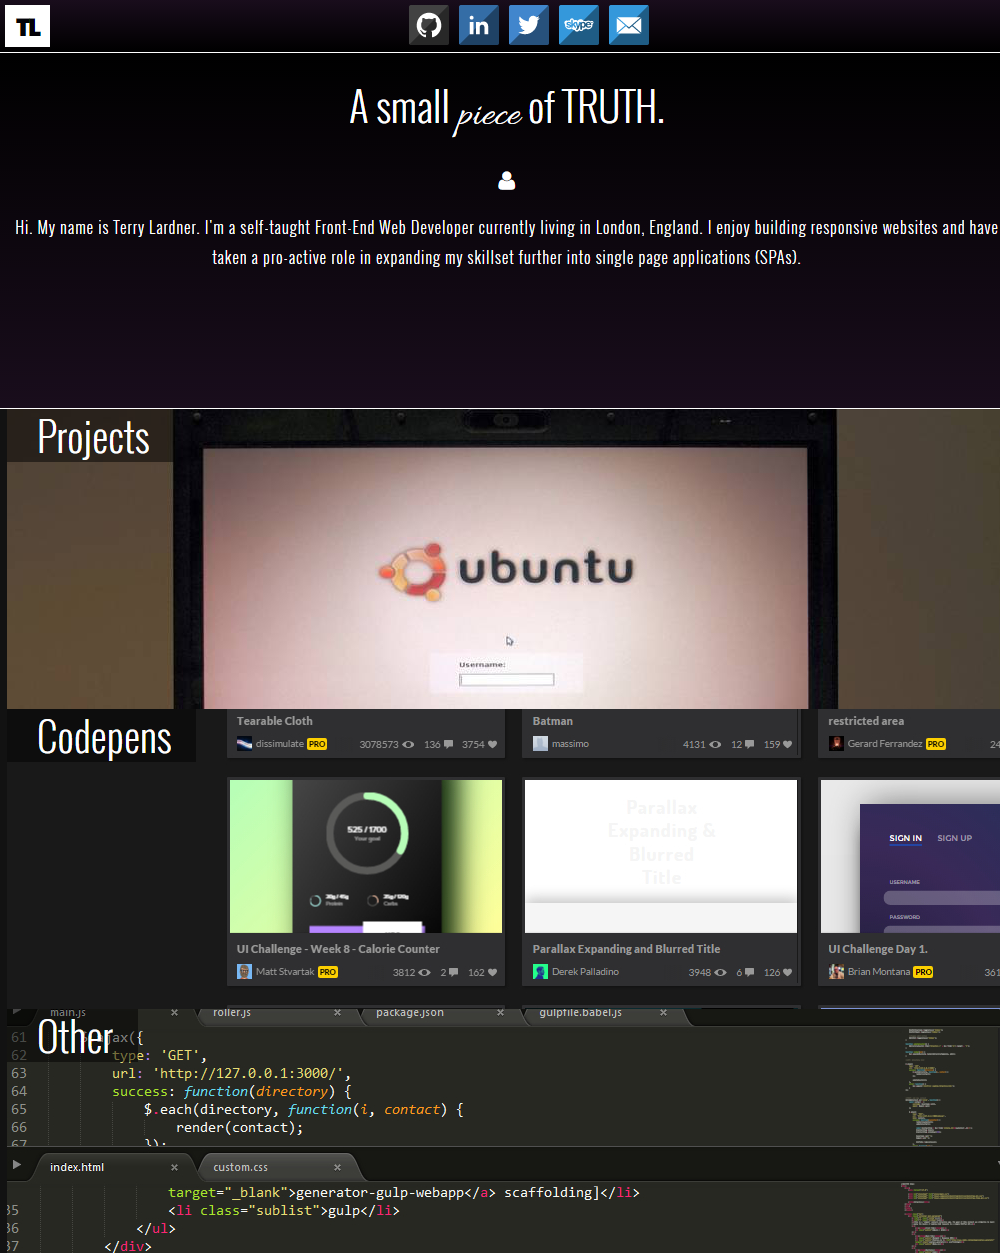 TL
in
skype
A small piece of TRUTH.
Hi. My name is Terry Lardner. I'm a self-taught Front-End Web Developer currently living in London, England. I enjoy building responsive websites and have
taken a pro-active role in expanding my skillset further into single page applications (SPAs).
Projects
ubuntu
Username:
Codepens
Tearable Cloth
dissimulate PRO 3078573 136 3754
Batman
massimo 4131 12 159
restricted area
Gerard Ferrandez PRO 24
525 / 1700
Your goal
Protein
Carbs
Parallax
Expanding &
Blurred
Title
SIGN IN SIGN UP
USERNAME
PASSWORD
UI Challenge - Week 8 - Calorie Counter
Matt Stvartak PRO 3812 2 162
Parallax Expanding and Blurred Title
Derek Palladino 3948 6 126
UI Challenge Day 1.
Brian Montana PRO 361
Other
main.js × roller.js × package.json × gulpfile.babel.js ×
61 ajax({
62 type: 'GET',
63 url: 'http://127.0.0.1:3000/',
64 success: function(directory) {
65 $.each(directory, function(i, contact) {
66 render(contact);
67 });
index.html × custom.css ×
target="_blank">generator-gulp-webapp</a> scaffolding]</li>
35 <li class="sublist">gulp</li>
36 </ul>
37 </div>